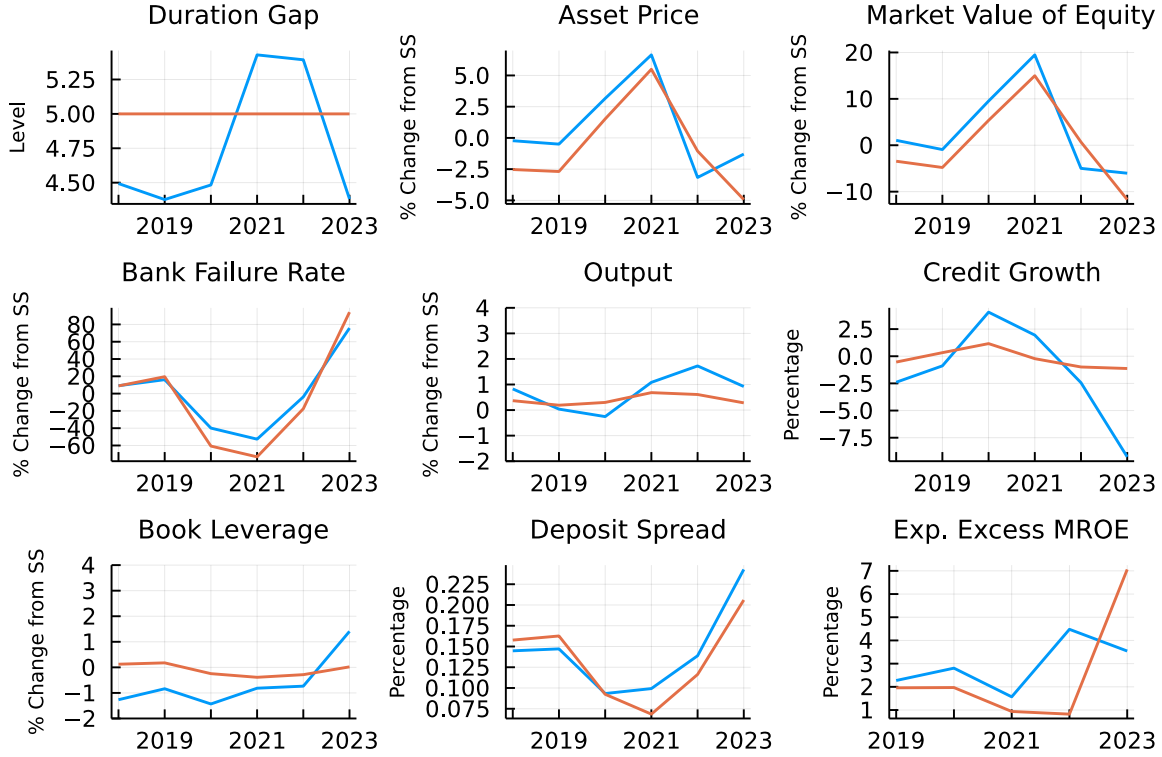 Duration Gap
Level
5.25
5.00
4.75
4.50
2019 2021 2023
Asset Price
% Change from SS
5.0
2.5
0.0
−2.5
−5.0
2019 2021 2023
Market Value of Equity
% Change from SS
20
10
0
−10
2019 2021 2023
Bank Failure Rate
% Change from SS
80
60
40
20
0
−20
−40
−60
2019 2021 2023
Output
% Change from SS
4
3
2
1
0
−1
−2
2019 2021 2023
Credit Growth
Percentage
2.5
0.0
−2.5
−5.0
−7.5
2019 2021 2023
Book Leverage
% Change from SS
4
3
2
1
0
−1
−2
2019 2021 2023
Deposit Spread
Percentage
0.225
0.200
0.175
0.150
0.125
0.100
0.075
2019 2021 2023
Exp. Excess MROE
Percentage
7
6
5
4
3
2
1
2019 2021 2023